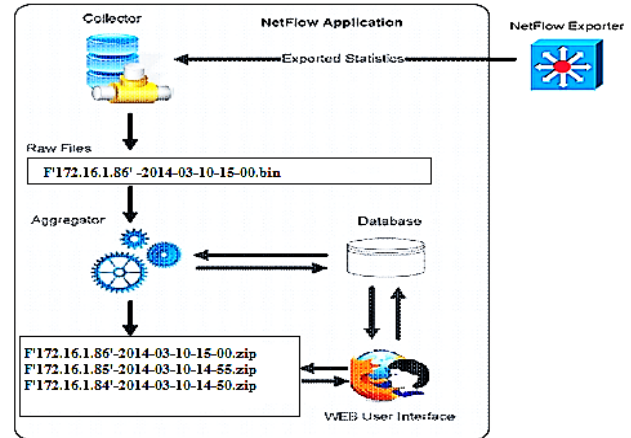 Collector
NetFlow Application
NetFlow Exporter
Exported Statistics
Raw Files
F'172.16.1.86' -2014-03-10-15-00.bin
Aggregator
Database
F'172.16.1.86'-2014-03-10-15-00.zip
F'172.16.1.85'-2014-03-10-14-55.zip
F'172.16.1.84'-2014-03-10-14-50.zip
WEB User Interface